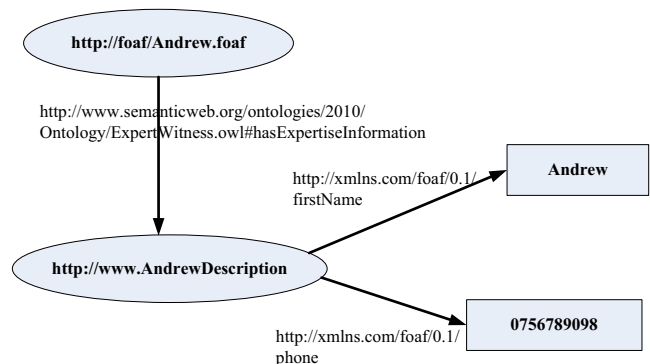 http://foaf/Andrew.foaf
http://www.semanticweb.org/ontologies/2010/
Ontology/ExpertWitness.owl#hasExpertiseInformation
http://xmlns.com/foaf/0.1/
firstName
Andrew
http://www.AndrewDescription
http://xmlns.com/foaf/0.1/
phone
0756789098